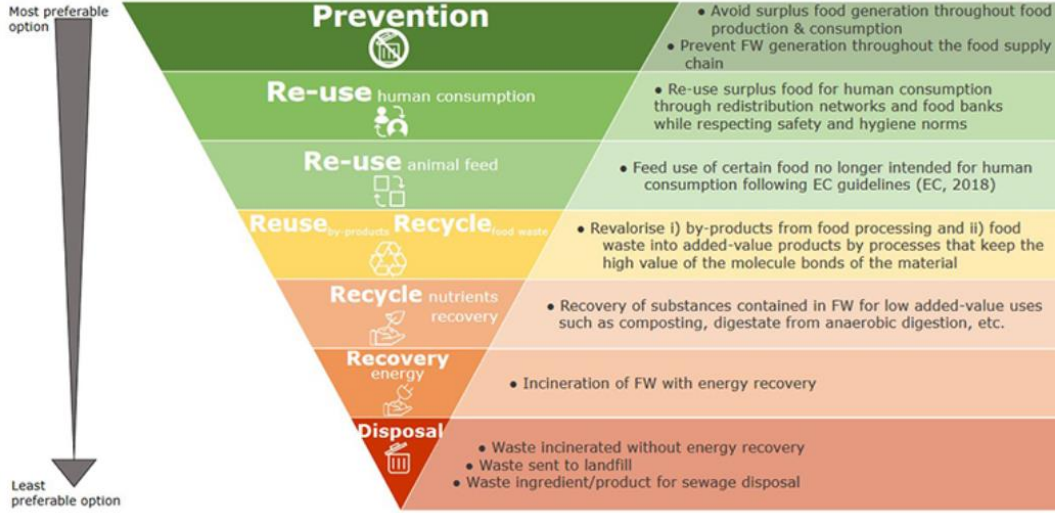 Most preferable
option
Prevention
● Avoid surplus food generation throughout food
production & consumption
● Prevent FW generation throughout the food supply
chain
Re-use human consumption
● Re-use surplus food for human consumption
through redistribution networks and food banks
while respecting safety and hygiene norms
Re-use animal feed
● Feed use of certain food no longer intended for human
consumption following EC guidelines (EC, 2018)
Reuse by-products Recycle food waste
● Revalorise i) by-products from food processing and ii) food
waste into added-value products by processes that keep the
high value of the molecule bonds of the material
Recycle nutrients
recovery
● Recovery of substances contained in FW for low added-value uses
such as composting, digestate from anaerobic digestion, etc.
Recovery
energy
● Incineration of FW with energy recovery
Disposal
● Waste incinerated without energy recovery
● Waste sent to landfill
● Waste ingredient/product for sewage disposal
Least
preferable option